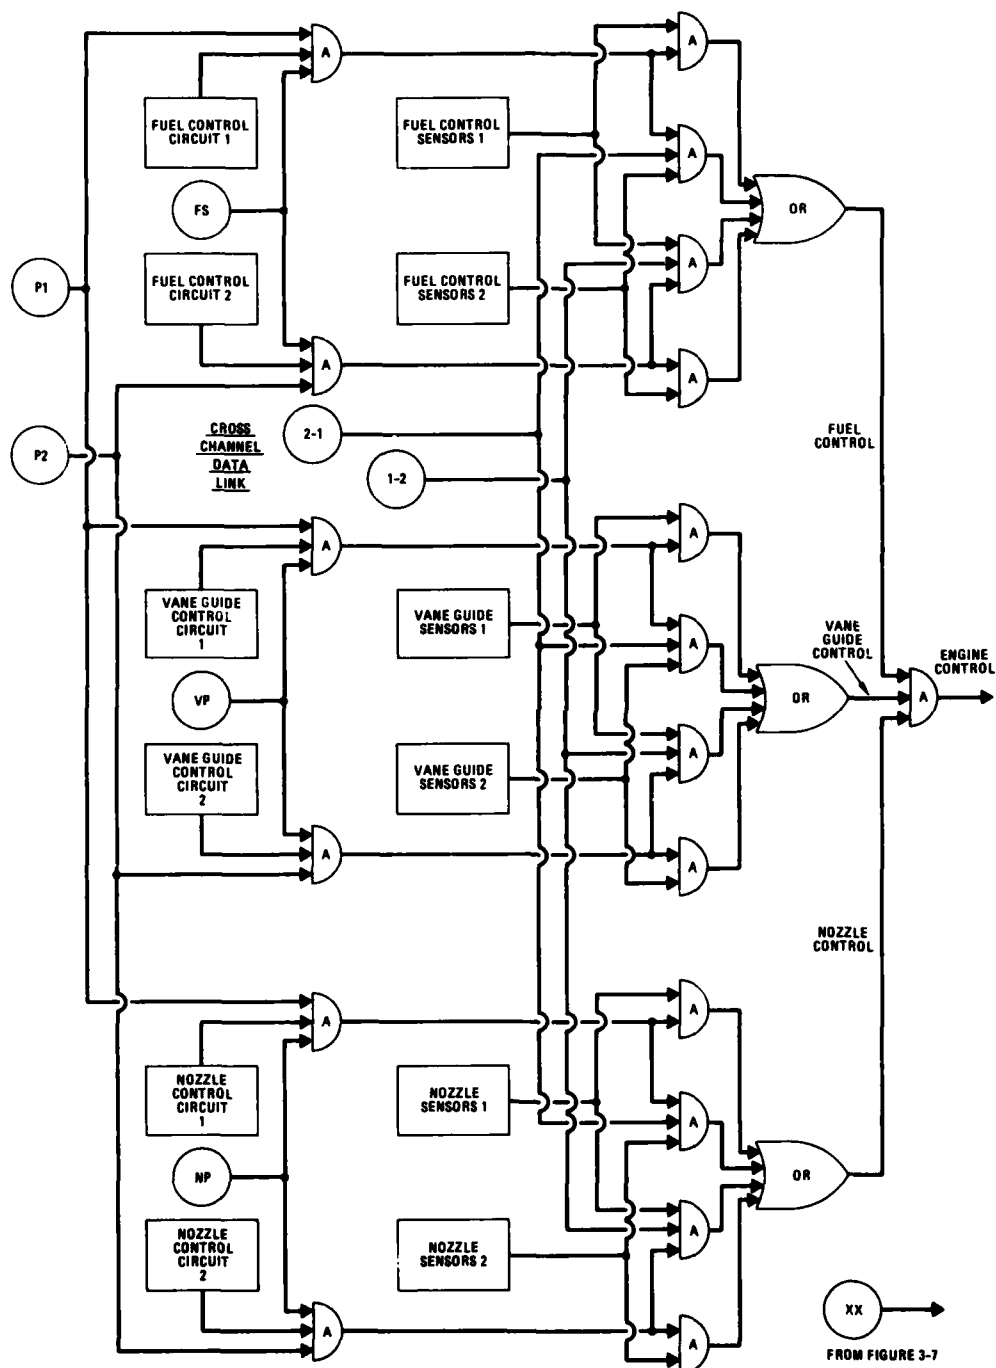 A
A
FUEL CONTROL
CIRCUIT 1
FUEL CONTROL
SENSORS 1
A
FS
OR
A
P1
FUEL CONTROL
CIRCUIT 2
FUEL CONTROL
SENSORS 2
A
A
CROSS
CHANNEL
DATA
LINK
2-1
FUEL
CONTROL
P2
1-2
A
A
VANE GUIDE
CONTROL
CIRCUIT
1
VANE GUIDE
SENSORS 1
A
VANE
GUIDE
CONTROL
ENGINE
CONTROL
VP
OR
A
A
VANE GUIDE
CONTROL
CIRCUIT
2
VANE GUIDE
SENSORS 2
A
A
NOZZLE
CONTROL
A
A
NOZZLE
CONTROL
CIRCUIT
1
NOZZLE
SENSORS 1
A
NP
OR
A
NOZZLE
CONTROL
CIRCUIT
2
NOZZLE
SENSORS 2
A
A
XX
FROM FIGURE 3-7